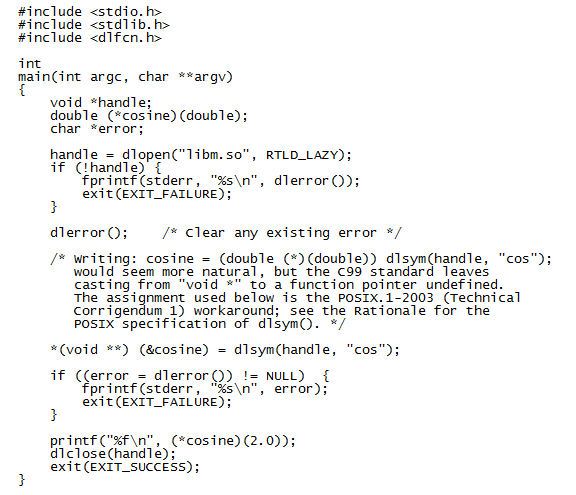 #include <stdio.h>
#include <stdlib.h>
#include <dlfcn.h>
int
main(int argc, char **argv)
{
void *handle;
double (*cosine)(double);
char *error;
handle = dlopen("libm.so", RTLD_LAZY);
if (!handle) {
fprintf(stderr, "%s\n", dlerror());
exit(EXIT_FAILURE);
}
dlerror();    /* Clear any existing error */
/* Writing: cosine = (double (*)(double)) dlsym(handle, "cos");
would seem more natural, but the C99 standard leaves
casting from "void *" to a function pointer undefined.
The assignment used below is the POSIX.1-2003 (Technical
Corrigendum 1) workaround; see the Rationale for the
POSIX specification of dlsym(). */
*(void **) (&cosine) = dlsym(handle, "cos");
if ((error = dlerror()) != NULL)  {
fprintf(stderr, "%s\n", error);
exit(EXIT_FAILURE);
}
printf("%f\n", (*cosine)(2.0));
dlclose(handle);
exit(EXIT_SUCCESS);
}